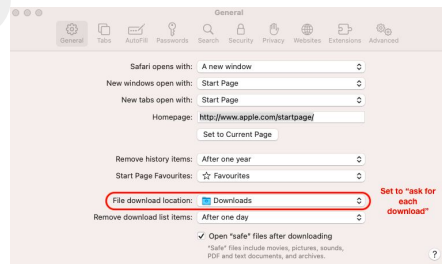 General
General Tabs AutoFill Passwords Search Security Privacy Websites Extensions Advanced
Safari opens with: A new window
New windows open with: Start Page
New tabs open with: Start Page
Homepage: http://www.apple.com/startpage/
Set to Current Page
Remove history items: After one year
Start Page Favourites: ☆ Favourites
File download location: Downloads
Set to “ask for
each
download”
Remove download list items: After one day
✓ Open "safe" files after downloading
"Safe" files include movies, pictures, sounds,
PDF and text documents, and archives.
?